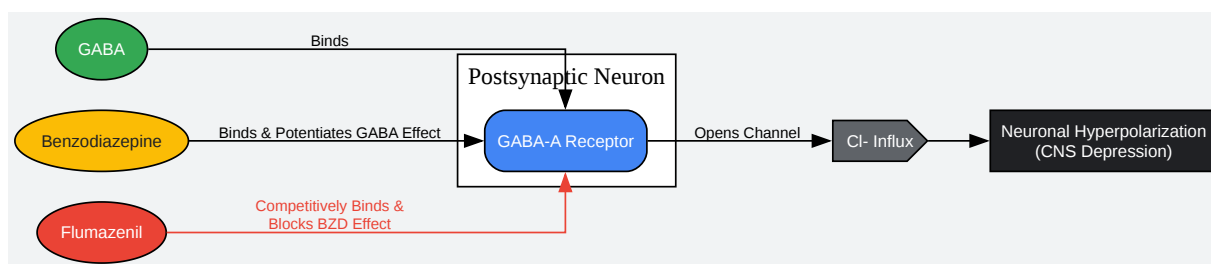 GABA
Binds
Postsynaptic Neuron
Benzodiazepine
Binds & Potentiates GABA Effect
GABA-A Receptor
Opens Channel
Cl- Influx
Neuronal Hyperpolarization
(CNS Depression)
Competitively Binds &
Blocks BZD Effect
Flumazenil